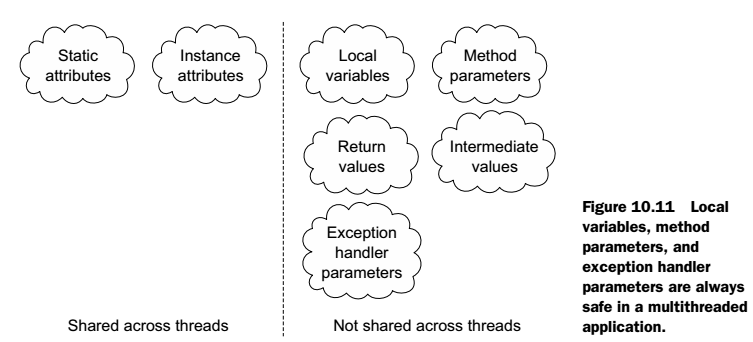 Static
attributes
Instance
attributes
Local
variables
Method
parameters
Return
values
Intermediate
values
Exception
handler
parameters
Shared across threads
Not shared across threads
Figure 10.11 Local
variables, method
parameters, and
exception handler
parameters are always
safe in a multithreaded
application.